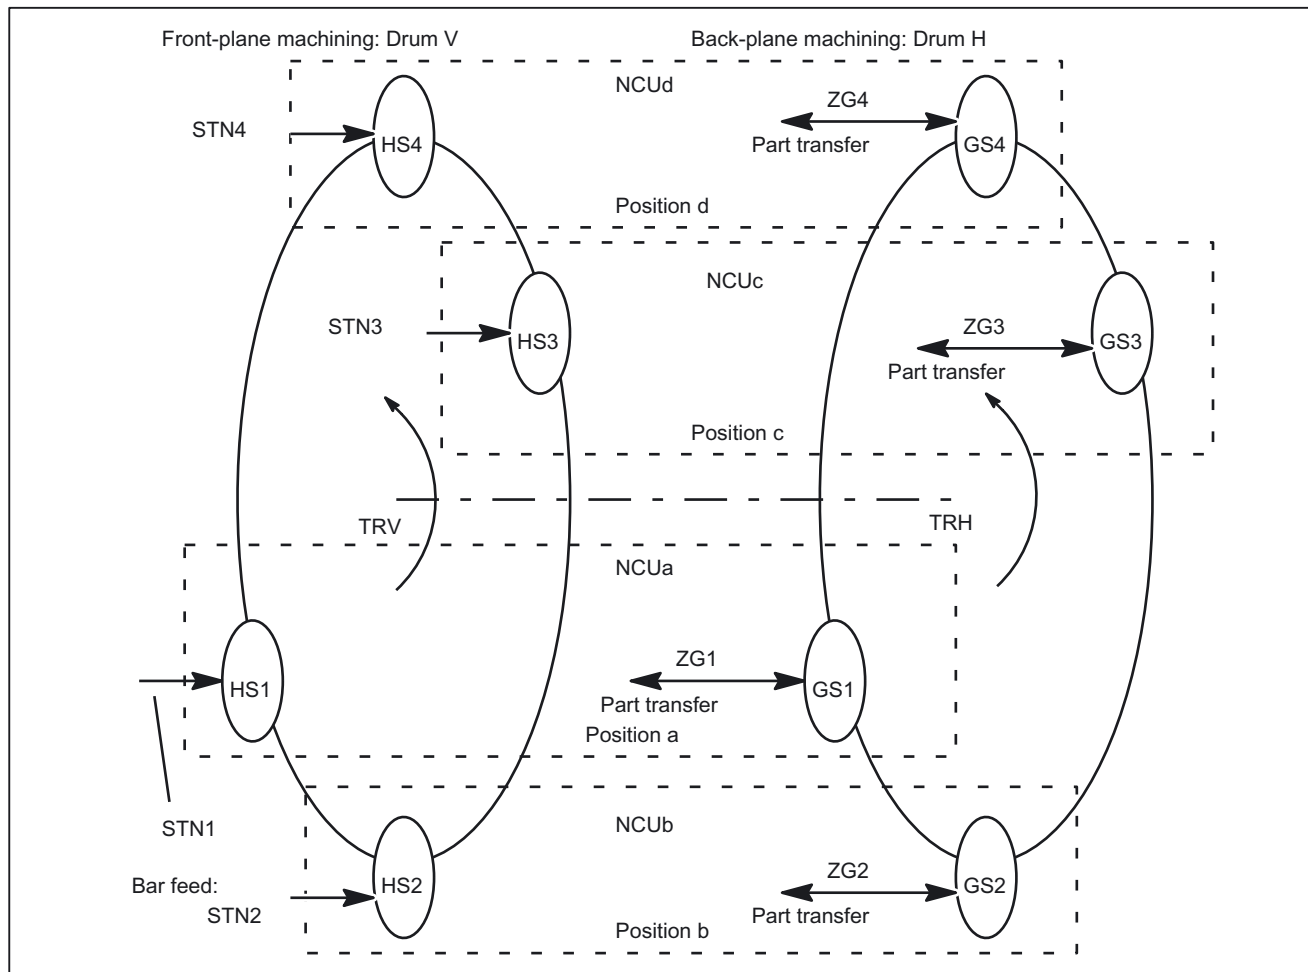 Front-plane machining: Drum V
Back-plane machining: Drum H
NCUd
ZG4
STN4
HS4
Part transfer
GS4
Position d
NCUc
STN3
HS3
ZG3
GS3
Part transfer
Position c
TRV
TRH
NCUa
ZG1
HS1
GS1
Part transfer
Position a
STN1
NCUb
Bar feed:
STN2
HS2
ZG2
GS2
Part transfer
Position b